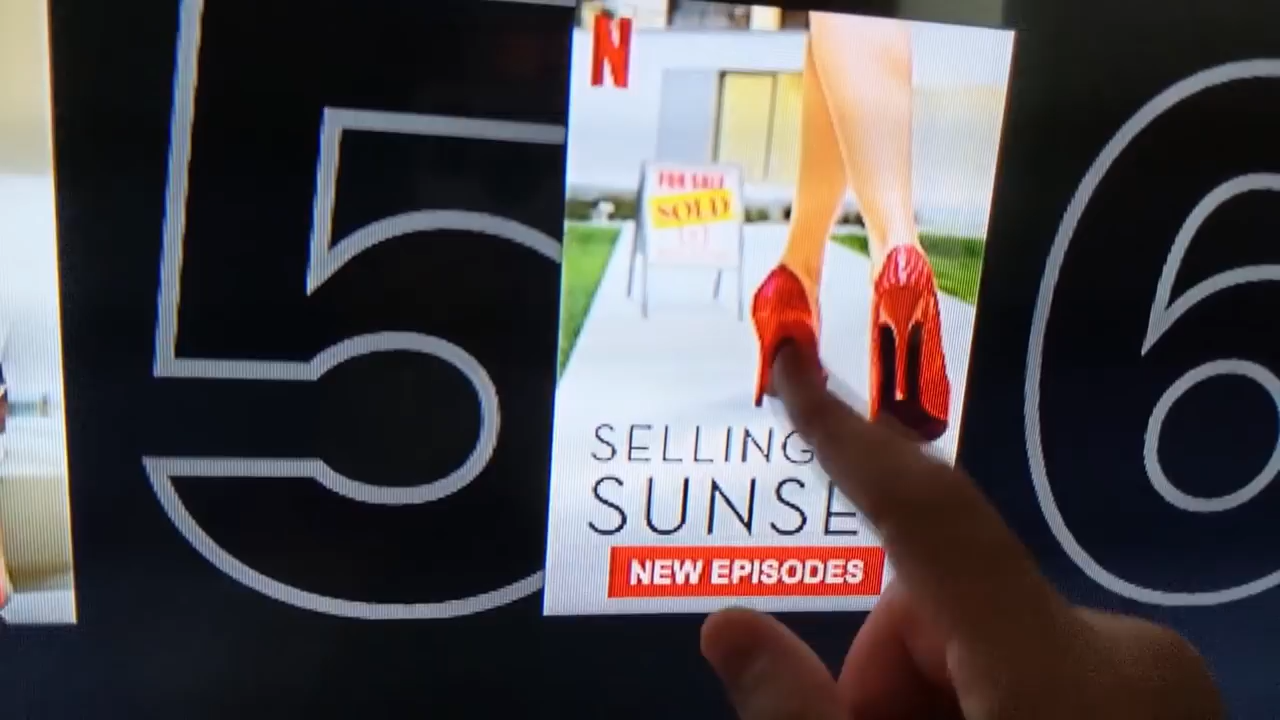 5
N
FOR SALE
SOLD
SELLING
SUNSE
NEW EPISODES
6